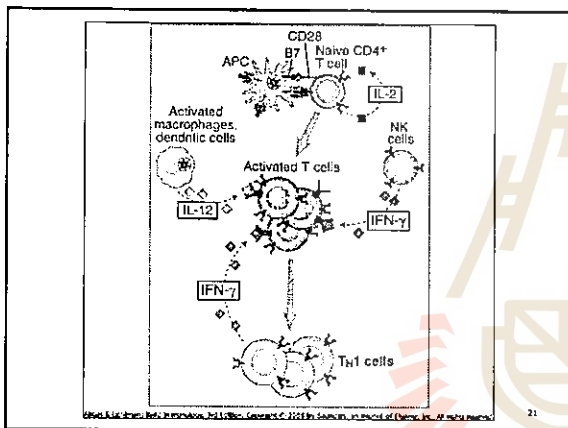 CD28
B7
Naive CD4+
T cell
APC
IL-2
Activated
macrophages,
dendritic cells
NK
cells
Activated T cells
IL-12
IFN-γ
IFN-γ
TH1 cells
21